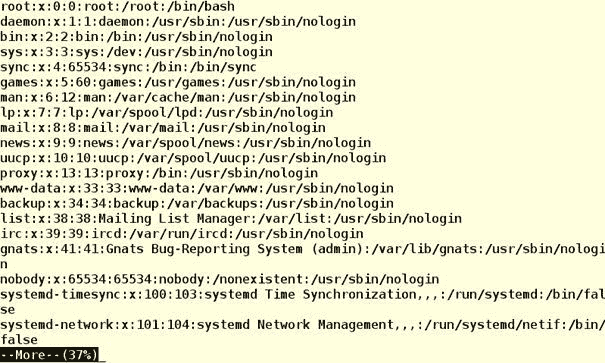 root:x:0:0:root:/root:/bin/bash
daemon:x:1:1:daemon:/usr/sbin:/usr/sbin/nologin
bin:x:2:2:bin:/bin:/usr/sbin/nologin
sys:x:3:3:sys:/dev:/usr/sbin/nologin
sync:x:4:65534:sync:/bin:/bin/sync
games:x:5:60:games:/usr/games:/usr/sbin/nologin
man:x:6:12:man:/var/cache/man:/usr/sbin/nologin
lp:x:7:7:lp:/var/spool/lpd:/usr/sbin/nologin
mail:x:8:8:mail:/var/mail:/usr/sbin/nologin
news:x:9:9:news:/var/spool/news:/usr/sbin/nologin
uucp:x:10:10:uucp:/var/spool/uucp:/usr/sbin/nologin
proxy:x:13:13:proxy:/bin:/usr/sbin/nologin
www-data:x:33:33:www-data:/var/www:/usr/sbin/nologin
backup:x:34:34:backup:/var/backups:/usr/sbin/nologin
list:x:38:38:Mailing List Manager:/var/list:/usr/sbin/nologin
irc:x:39:39:ircd:/var/run/ircd:/usr/sbin/nologin
gnats:x:41:41:Gnats Bug-Reporting System (admin):/var/lib/gnats:/usr/sbin/nologi
n
nobody:x:65534:65534:nobody:/nonexistent:/usr/sbin/nologin
systemd-timesync:x:100:103:systemd Time Synchronization,,,:/run/systemd:/bin/fal
se
systemd-network:x:101:104:systemd Network Management,,,:/run/systemd/netif:/bin/
false
--More--(37%)_